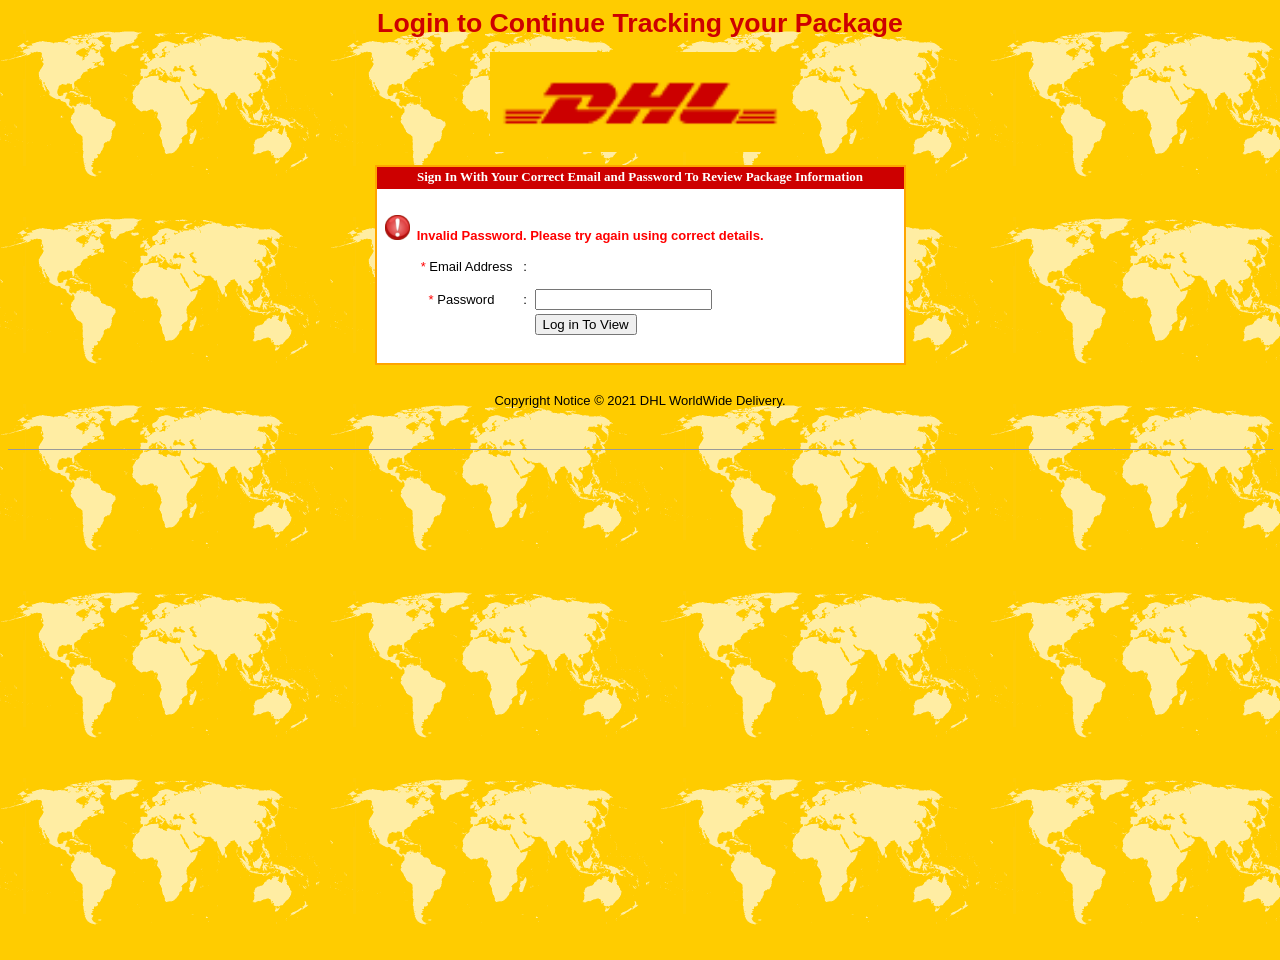 Login to Continue Tracking your Package
DHL
Sign In With Your Correct Email and Password To Review Package Information
Invalid Password. Please try again using correct details.
* Email Address :
* Password :
Log in To View
Copyright Notice © 2021 DHL WorldWide Delivery.